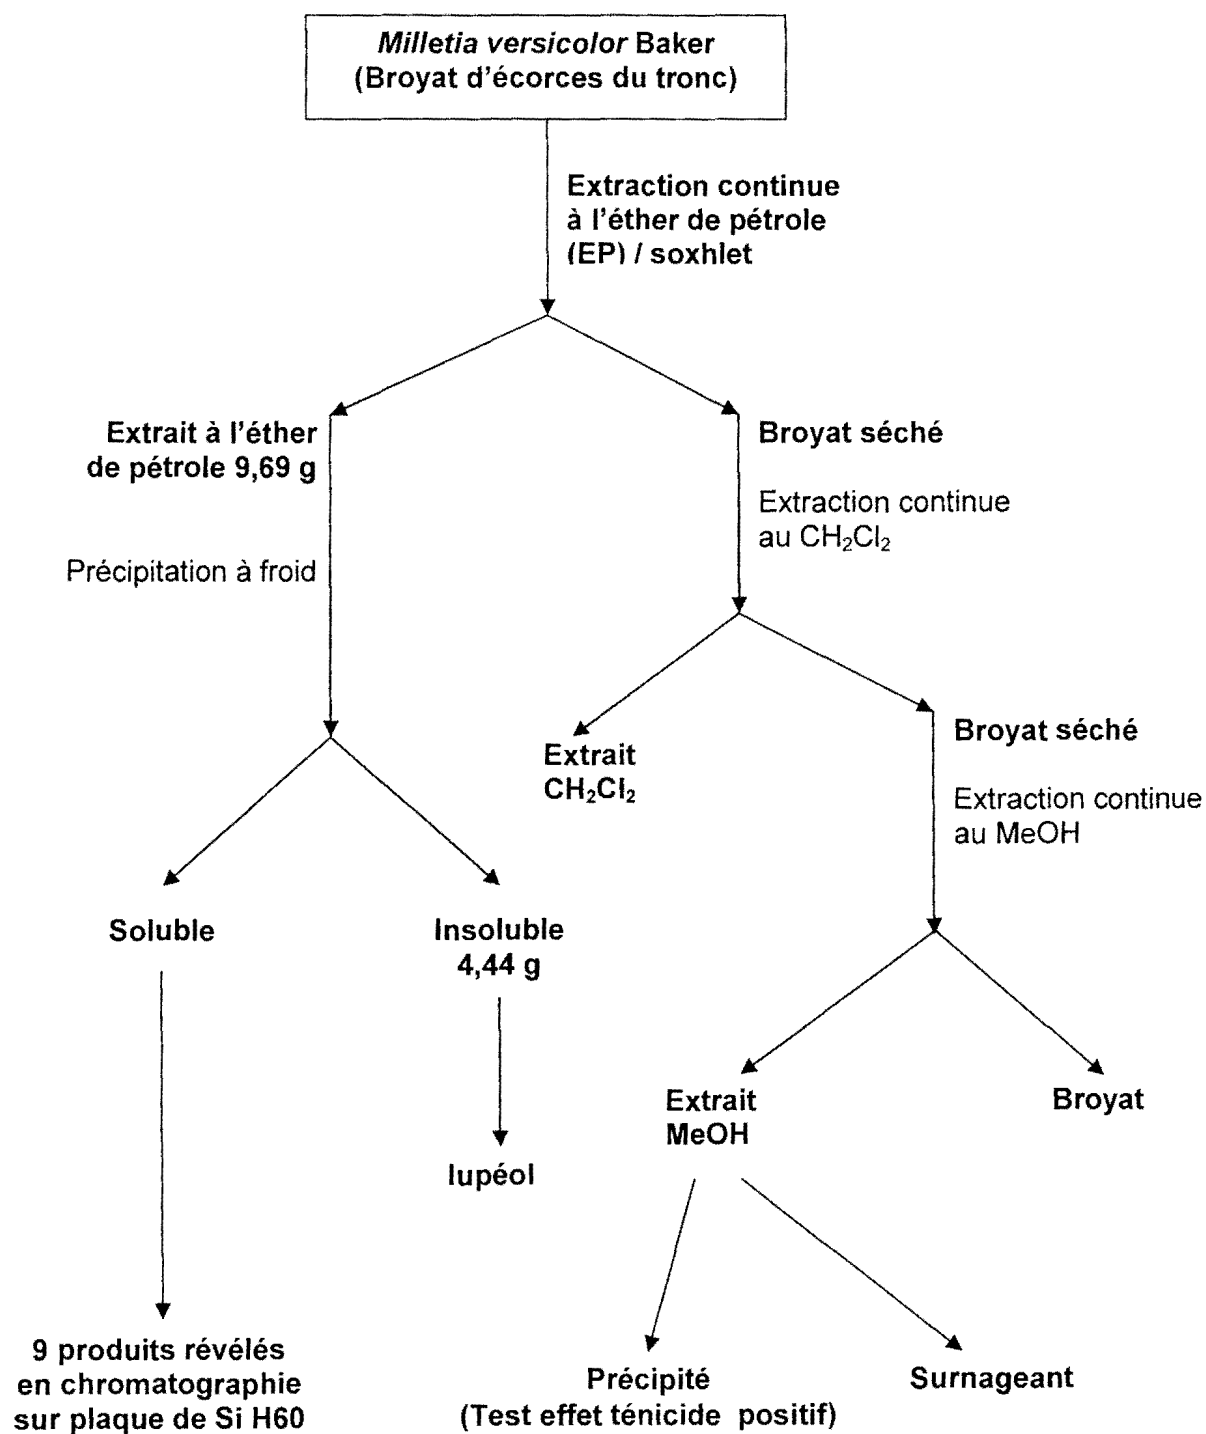 Milletia versicolor Baker
(Broyat d'écorces du tronc)
Extraction continue
à l'éther de pétrole
(EP) / soxhlet
Extrait à l'éther
de pétrole 9,69 g
Broyat séché
Extraction continue
au CH₂Cl₂
Précipitation à froid
Extrait
CH₂Cl₂
Broyat séché
Extraction continue
au MeOH
Soluble
Insoluble
4,44 g
Extrait
MeOH
Broyat
lupéol
9 produits révélés
en chromatographie
sur plaque de Si H60
Précipité
(Test effet ténicide positif)
Surnageant